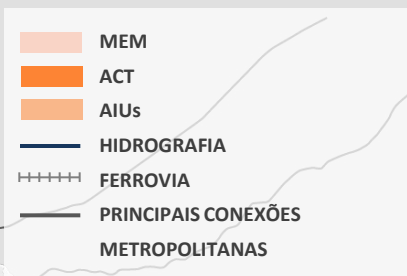 MEM
ACT
AIUs
HIDROGRAFIA
FERROVIA
PRINCIPAIS CONEXÕES
METROPOLITANAS